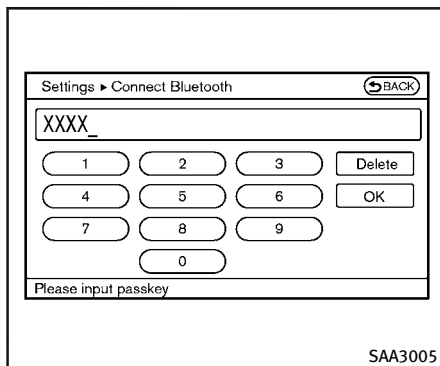 Settings ▸ Connect Bluetooth BACK
XXXX_
1 2 3 Delete
4 5 6 OK
7 8 9
0
Please input passkey
SAA3005